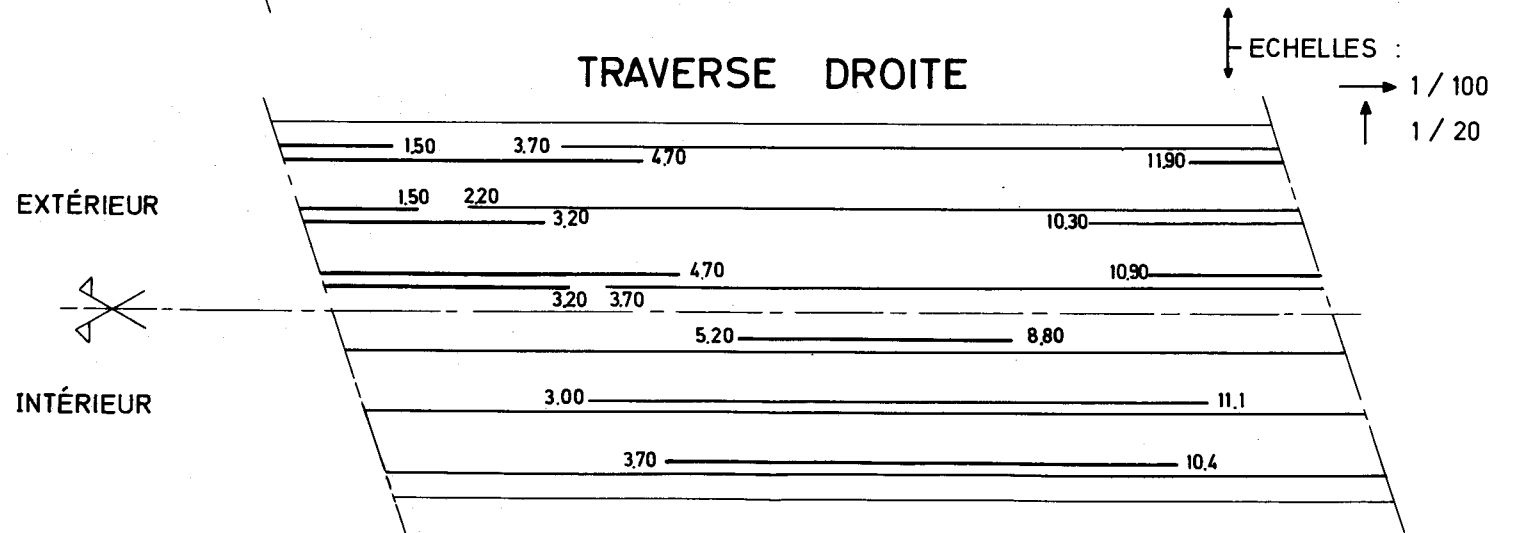 ECHELLES :
TRAVERSE DROITE
1 / 100
1 / 20
1,50 3,70
4,70 11,90
EXTÉRIEUR
1,50 2,20
3,20 10,30
4,70 10,90
3,20 3,70
5,20 8,80
INTÉRIEUR
3.00 11,1
3,70 10,4